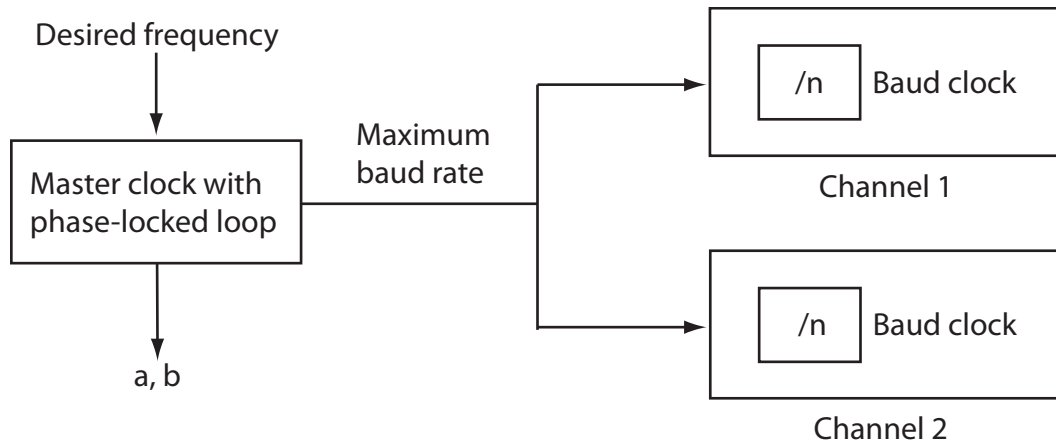 Desired frequency
Master clock with
phase-locked loop
a, b
Maximum
baud rate
/n
Baud clock
Channel 1
/n
Baud clock
Channel 2